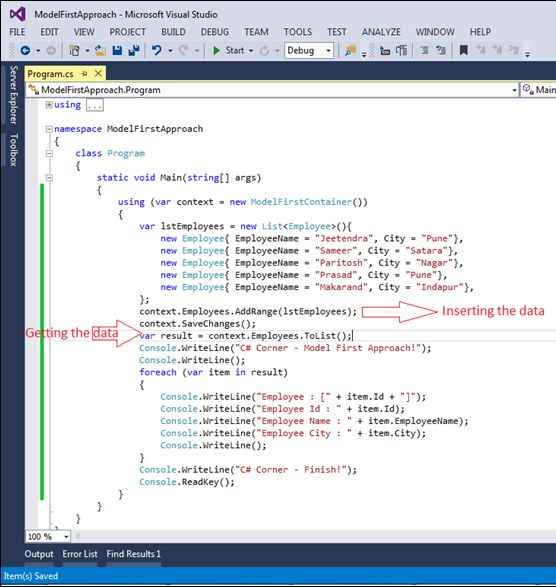 ModelFirstApproach - Microsoft Visual Studio
FILE EDIT VIEW PROJECT BUILD DEBUG TEAM TOOLS TEST ANALYZE WINDOW HELP
Start Debug
Server Explorer
Toolbox
Program.cs
ModelFirstApproach.Program Main
using ...
namespace ModelFirstApproach
{
class Program
{
static void Main(string[] args)
{
using (var context = new ModelFirstContainer())
{
var lstEmployees = new List<Employee>(){
new Employee{ EmployeeName = "Jeetendra", City = "Pune"},
new Employee{ EmployeeName = "Sameer", City = "Satara"},
new Employee{ EmployeeName = "Paritosh", City = "Nagar"},
new Employee{ EmployeeName = "Prasad", City = "Pune"},
new Employee{ EmployeeName = "Makarand", City = "Indapur"},
};
context.Employees.AddRange(lstEmployees); Inserting the data
context.SaveChanges();
Getting the data var result = context.Employees.ToList();
Console.WriteLine("C# Corner - Model First Approach!");
Console.WriteLine();
foreach (var item in result)
{
Console.WriteLine("Employee : [" + item.Id + "]");
Console.WriteLine("Employee Id : " + item.Id);
Console.WriteLine("Employee Name : " + item.EmployeeName);
Console.WriteLine("Employee City : " + item.City);
Console.WriteLine();
}
Console.WriteLine("C# Corner - Finish!");
Console.ReadKey();
}
}
}
}
100 %
Output Error List Find Results 1
Item(s) Saved